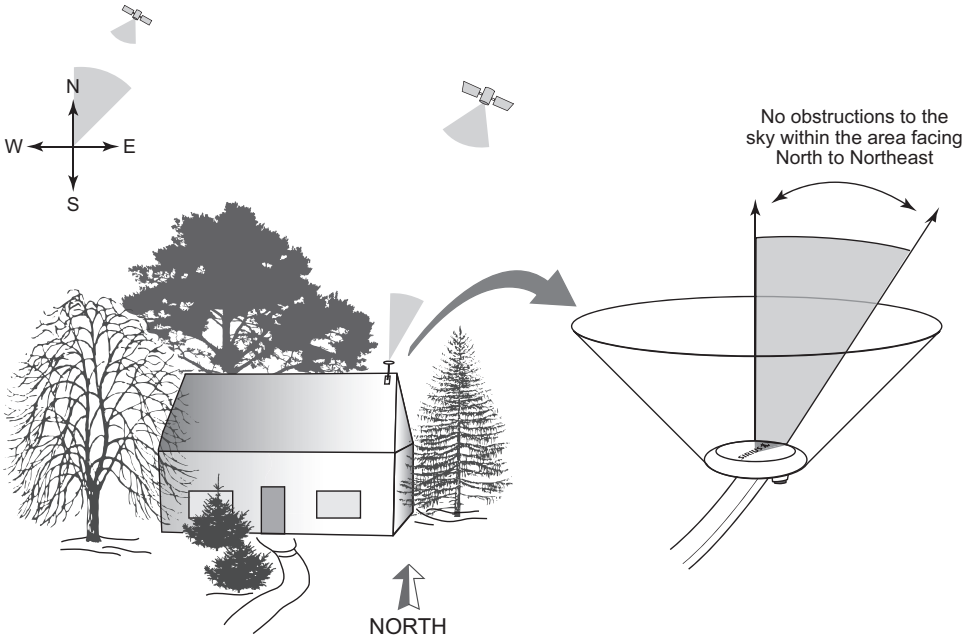 N
W
E
S
No obstructions to the
sky within the area facing
North to Northeast
NORTH